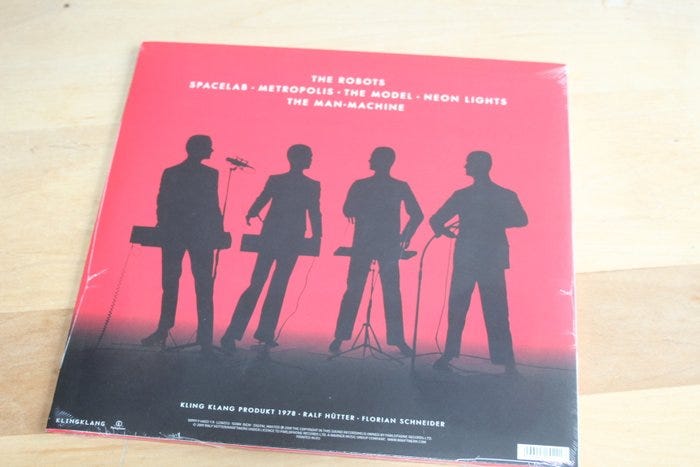 THE ROBOTS
SPACELAB · METROPOLIS · THE MODEL · NEON LIGHTS
THE MAN·MACHINE
KLING KLANG PRODUKT 1978 · RALF HÜTTER · FLORIAN SCHNEIDER
KLINGKLANG